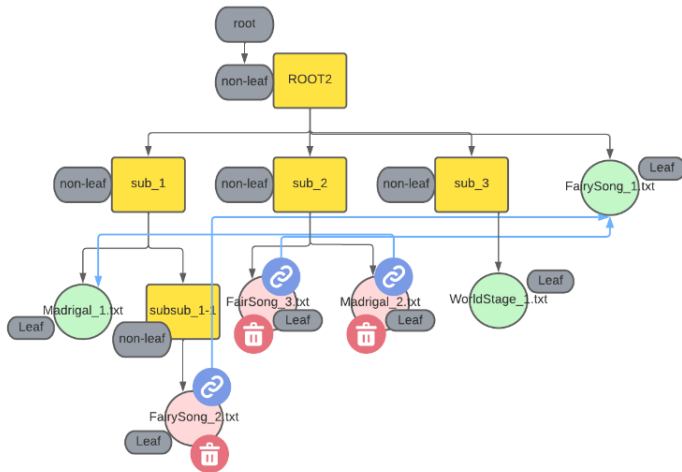 root
non-leaf
ROOT2
non-leaf
sub_1
non-leaf
sub_2
non-leaf
sub_3
Leaf
FairySong_1.txt
Madrigal_1.txt
Leaf
subsub_1-1
non-leaf
FairSong_3.txt
Leaf
Madrigal_2.txt
Leaf
Leaf
WorldStage_1.txt
FairySong_2.txt
Leaf